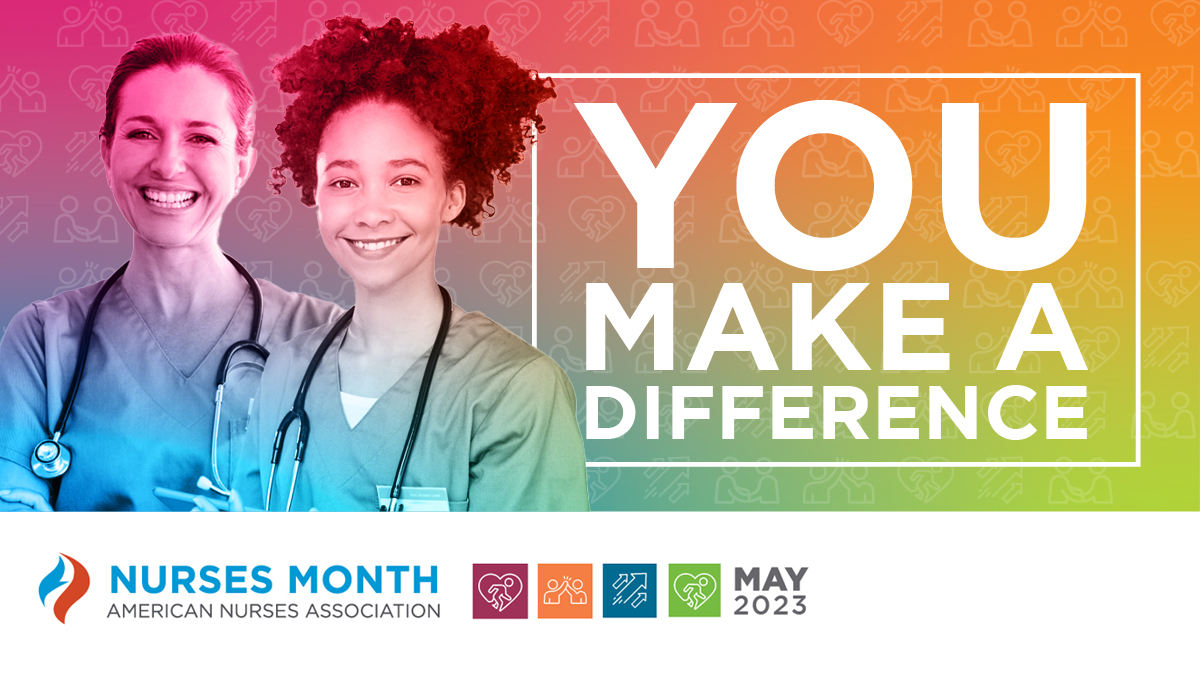 YOU
MAKE A
DIFFERENCE
NURSES MONTH
AMERICAN NURSES ASSOCIATION
MAY
2023